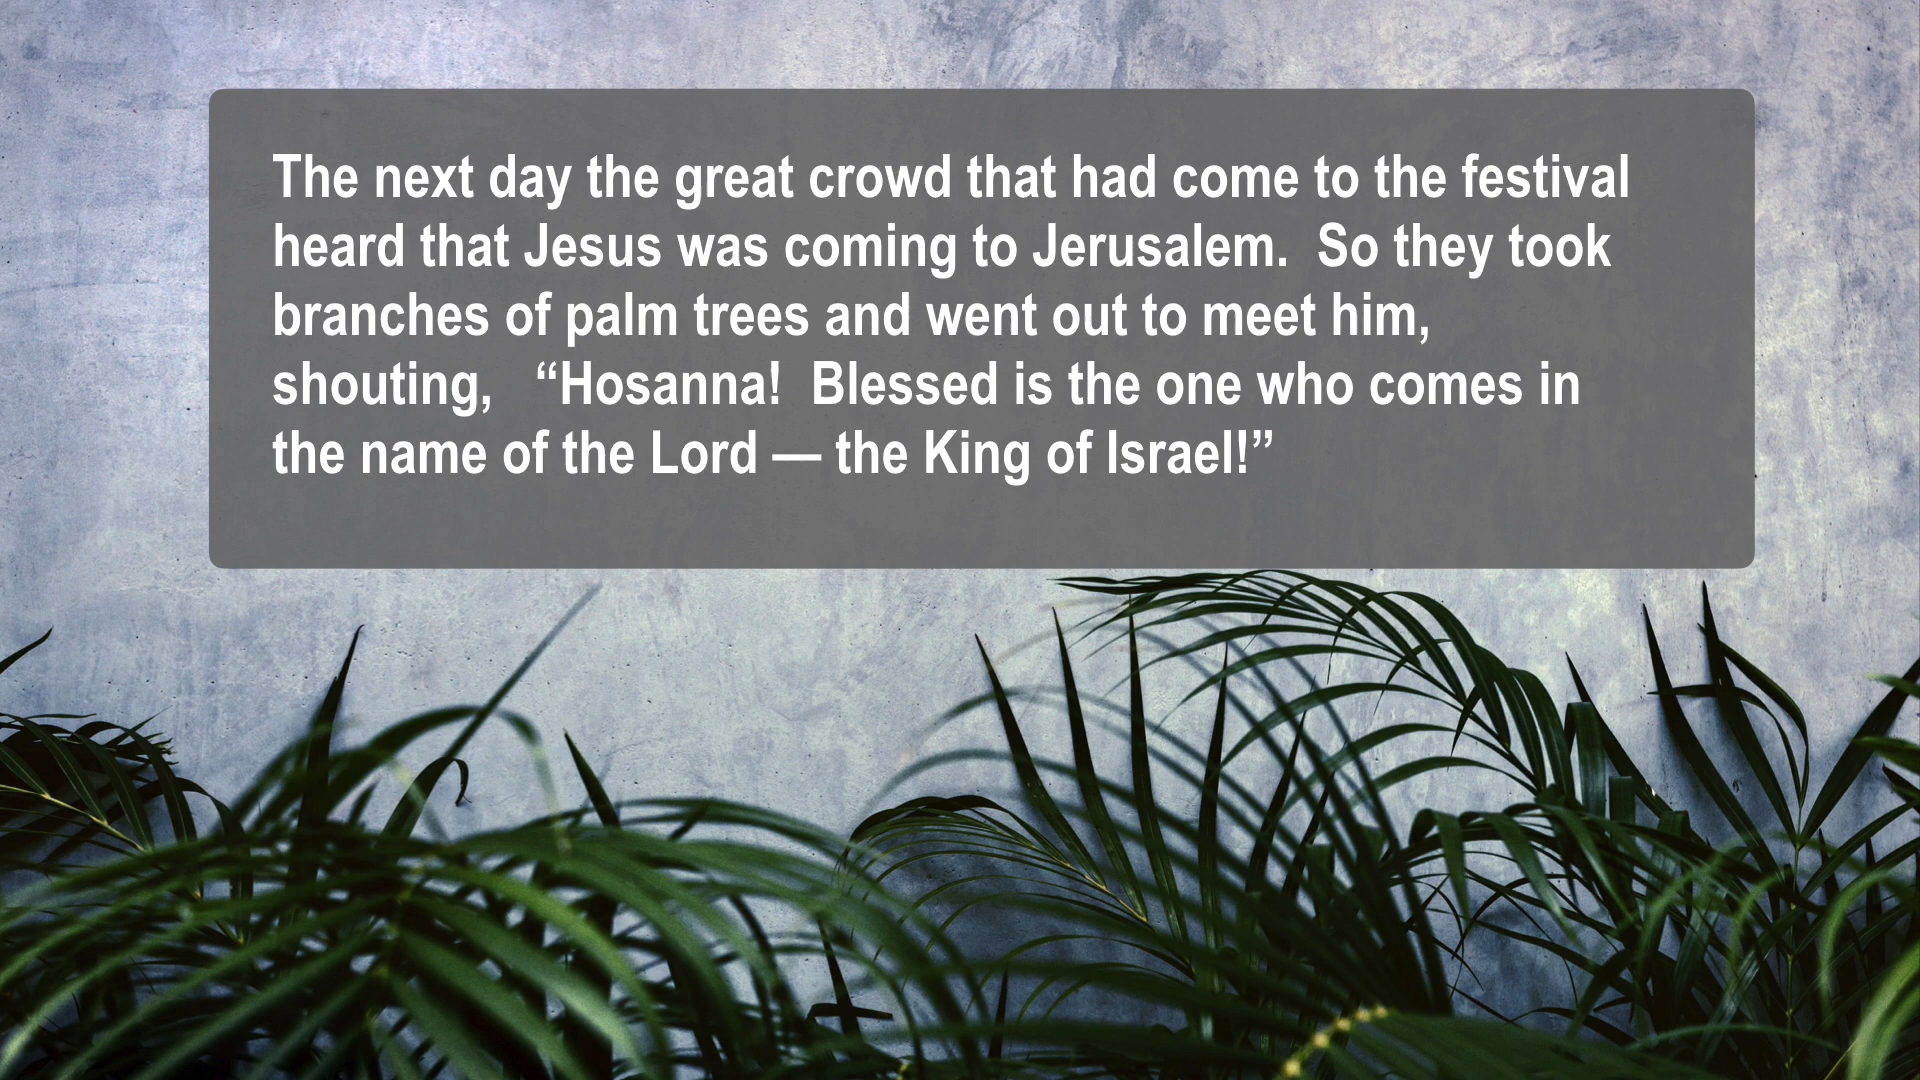 The next day the great crowd that had come to the festival
heard that Jesus was coming to Jerusalem.  So they took
branches of palm trees and went out to meet him,
shouting,   “Hosanna!  Blessed is the one who comes in
the name of the Lord — the King of Israel!”